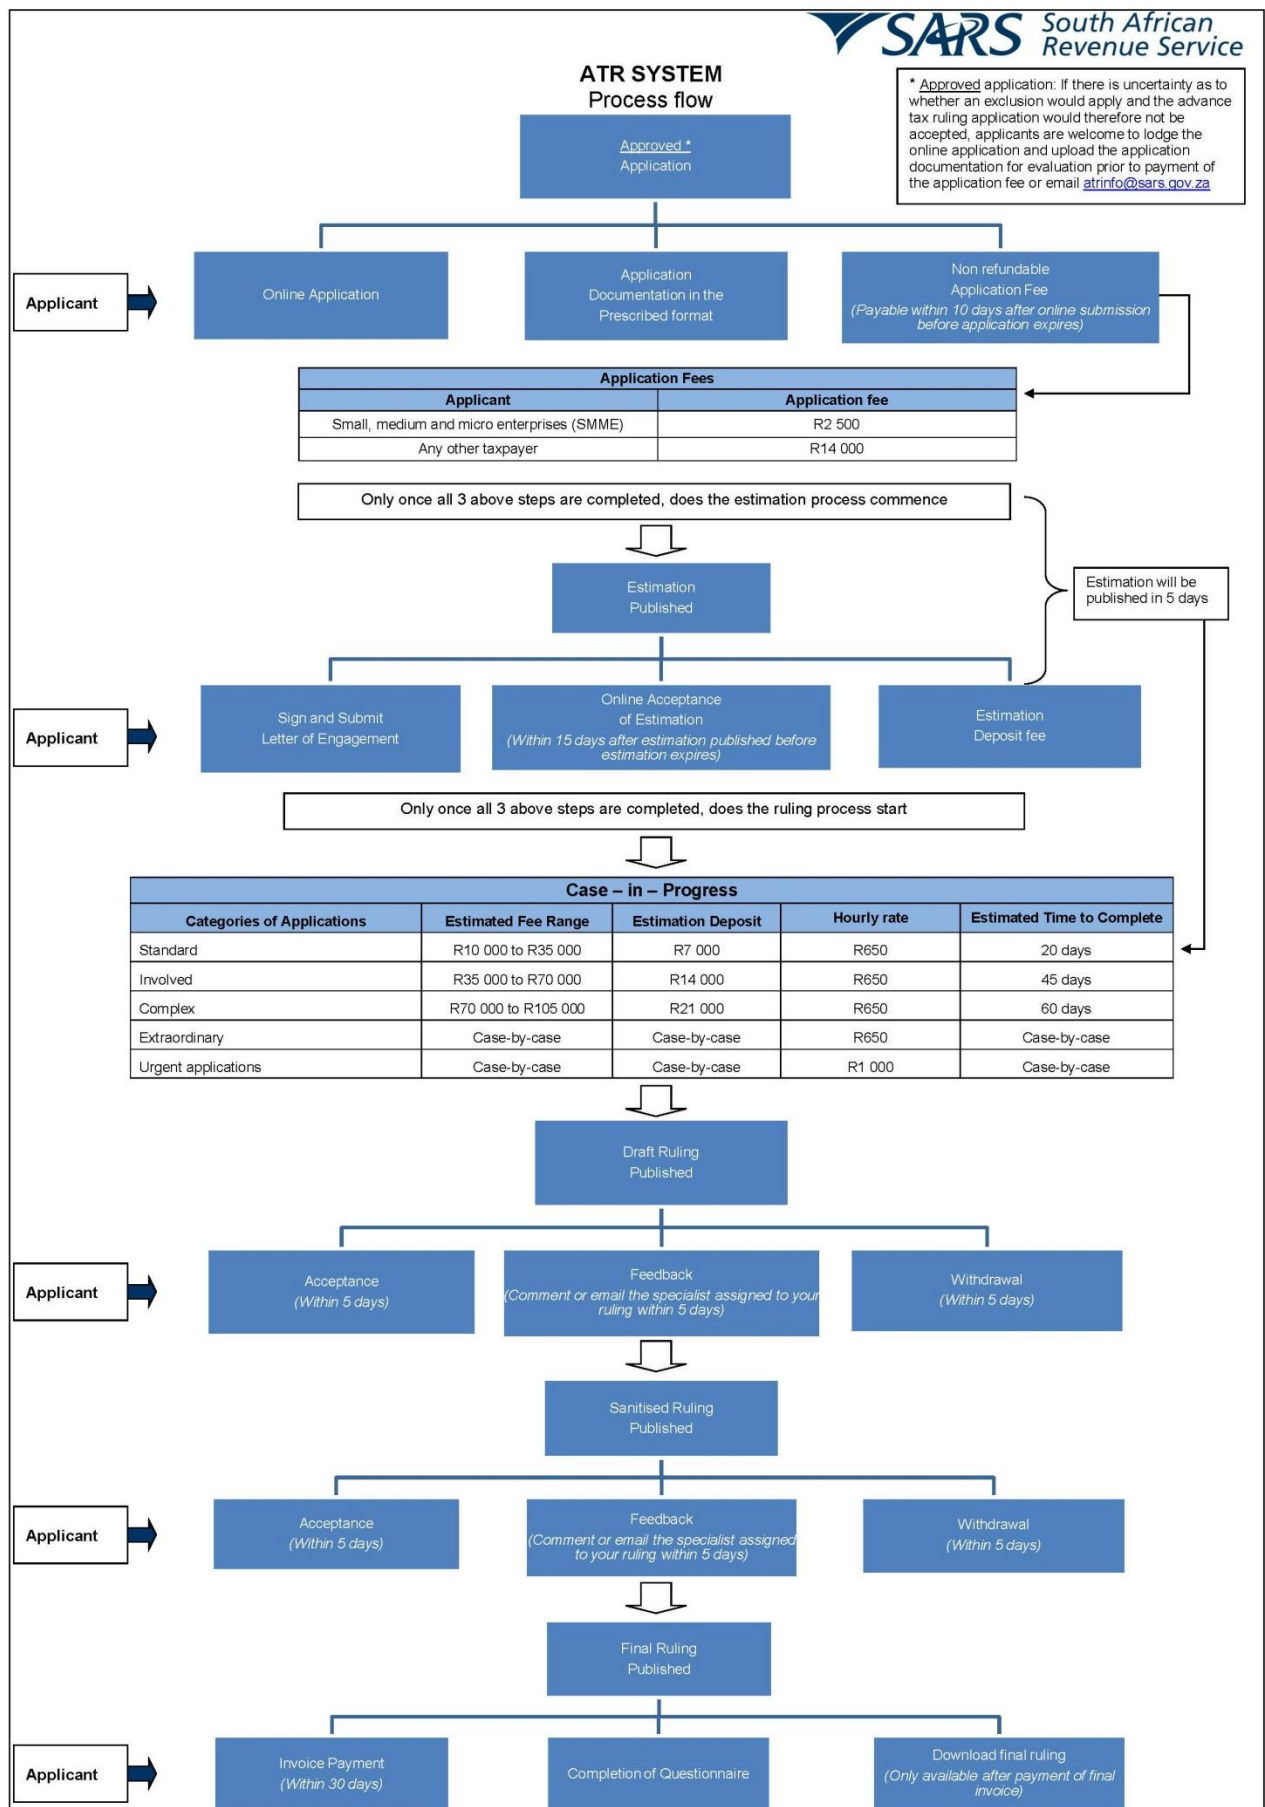 SARS South African
Revenue Service
ATR SYSTEM
Process flow
* Approved application: If there is uncertainty as to
whether an exclusion would apply and the advance
tax ruling application would therefore not be
accepted, applicants are welcome to lodge the
online application and upload the application
documentation for evaluation prior to payment of
the application fee or email atrinfo@sars.gov.za
Approved *
Application
Applicant
Online Application
Application
Documentation in the
Prescribed format
Non refundable
Application Fee
(Payable within 10 days after online submission
before application expires)
Application Fees
Applicant Application fee
Small, medium and micro enterprises (SMME) R2 500
Any other taxpayer R14 000
Only once all 3 above steps are completed, does the estimation process commence
Estimation
Published
Estimation will be
published in 5 days
Applicant
Sign and Submit
Letter of Engagement
Online Acceptance
of Estimation
(Within 15 days after estimation published before
estimation expires)
Estimation
Deposit fee
Only once all 3 above steps are completed, does the ruling process start
Case – in – Progress
Categories of Applications Estimated Fee Range Estimation Deposit Hourly rate Estimated Time to Complete
Standard R10 000 to R35 000 R7 000 R650 20 days
Involved R35 000 to R70 000 R14 000 R650 45 days
Complex R70 000 to R105 000 R21 000 R650 60 days
Extraordinary Case-by-case Case-by-case R650 Case-by-case
Urgent applications Case-by-case Case-by-case R1 000 Case-by-case
Draft Ruling
Published
Applicant
Acceptance
(Within 5 days)
Feedback
(Comment or email the specialist assigned to your
ruling within 5 days)
Withdrawal
(Within 5 days)
Sanitised Ruling
Published
Applicant
Acceptance
(Within 5 days)
Feedback
(Comment or email the specialist assigned
to your ruling within 5 days)
Withdrawal
(Within 5 days)
Final Ruling
Published
Applicant
Invoice Payment
(Within 30 days)
Completion of Questionnaire
Download final ruling
(Only available after payment of final
invoice)